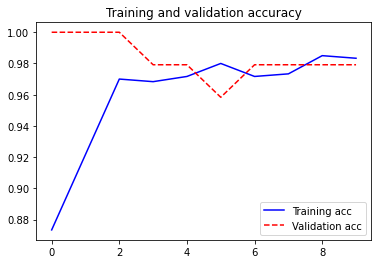 Training and validation accuracy
1.00
0.98
0.96
0.94
0.92
0.90
0.88
0 2 4 6 8
Training acc
Validation acc